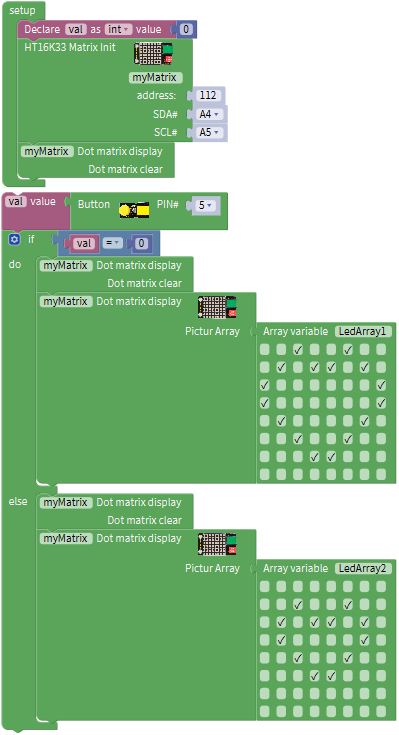 setup
Declare val as int value 0
HT16K33 Matrix Init
myMatrix
address: 112
SDA# A4
SCL# A5
myMatrix Dot matrix display
Dot matrix clear
val value Button PIN# 5
if val = 0
do myMatrix Dot matrix display
Dot matrix clear
myMatrix Dot matrix display
Pictur Array Array variable LedArray1
else myMatrix Dot matrix display
Dot matrix clear
myMatrix Dot matrix display
Pictur Array Array variable LedArray2